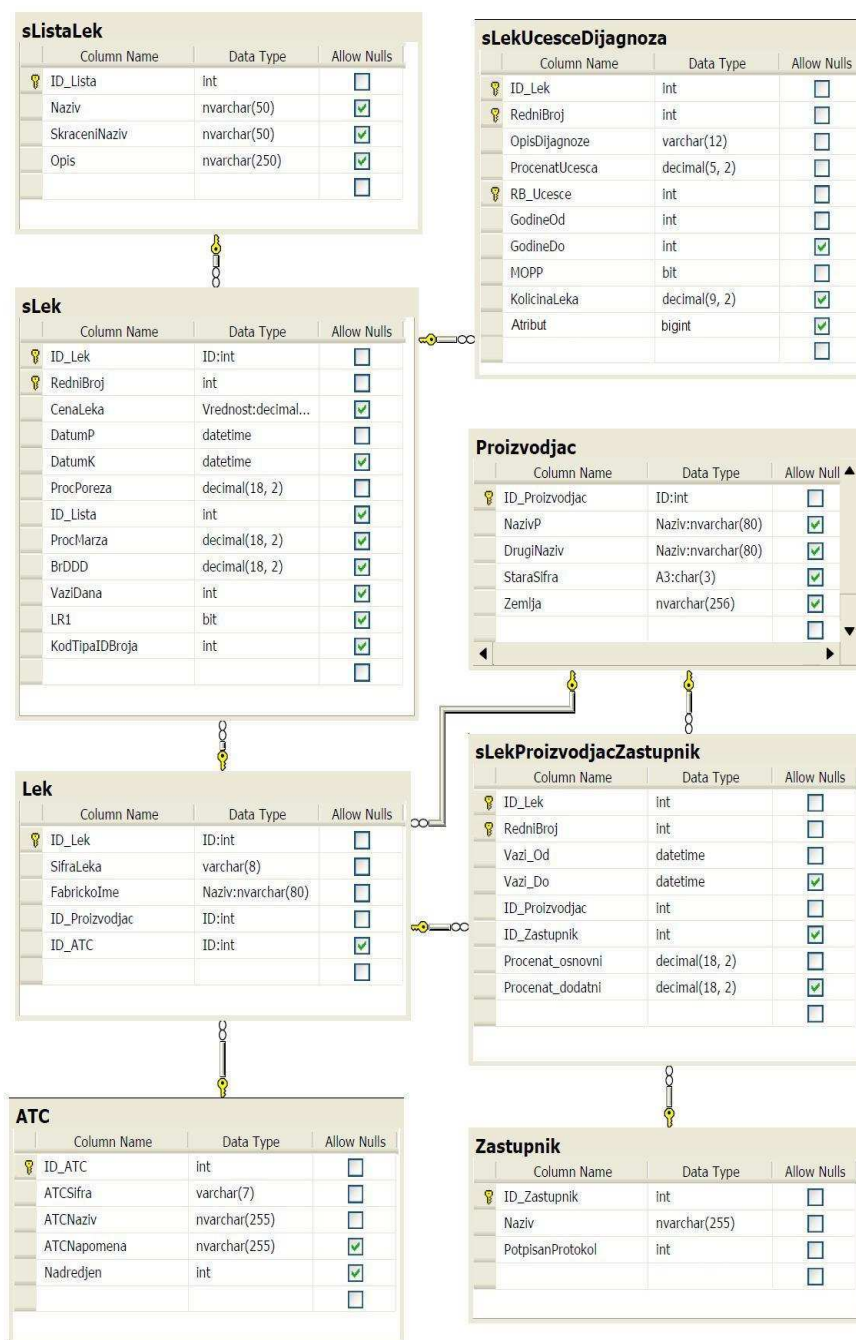 sListaLek
Column Name Data Type Allow Nulls
ID_Lista int
Naziv nvarchar(50)
SkraceniNaziv nvarchar(50)
Opis nvarchar(250)
sLekUcesceDijagnoza
Column Name Data Type Allow Nulls
ID_Lek int
RedniBroj int
OpisDijagnoze varchar(12)
ProcenatUcesca decimal(5, 2)
RB_Ucesce int
GodineOd int
GodineDo int
MOPP bit
KolicinaLeka decimal(9, 2)
Atribut bigint
sLek
Column Name Data Type Allow Nulls
ID_Lek ID:int
RedniBroj int
CenaLeka Vrednost:decimal...
DatumP datetime
DatumK datetime
ProcPoreza decimal(18, 2)
ID_Lista int
ProcMarza decimal(18, 2)
BrDDD decimal(18, 2)
VaziDana int
LR1 bit
KodTipaIDBroja int
Proizvodjac
Column Name Data Type Allow Null
ID_Proizvodjac ID:int
NazivP Naziv:nvarchar(80)
DrugiNaziv Naziv:nvarchar(80)
StaraSifra A3:char(3)
Zemlja nvarchar(256)
Lek
Column Name Data Type Allow Nulls
ID_Lek ID:int
SifraLeka varchar(8)
FabrickoIme Naziv:nvarchar(80)
ID_Proizvodjac ID:int
ID_ATC ID:int
sLekProizvodjacZastupnik
Column Name Data Type Allow Nulls
ID_Lek int
RedniBroj int
Vazi_Od datetime
Vazi_Do datetime
ID_Proizvodjac int
ID_Zastupnik int
Procenat_osnovni decimal(18, 2)
Procenat_dodatni decimal(18, 2)
ATC
Column Name Data Type Allow Nulls
ID_ATC int
ATCSifra varchar(7)
ATCNaziv nvarchar(255)
ATCNapomena nvarchar(255)
Nadredjen int
Zastupnik
Column Name Data Type Allow Nulls
ID_Zastupnik int
Naziv nvarchar(255)
PotpisanProtokol int